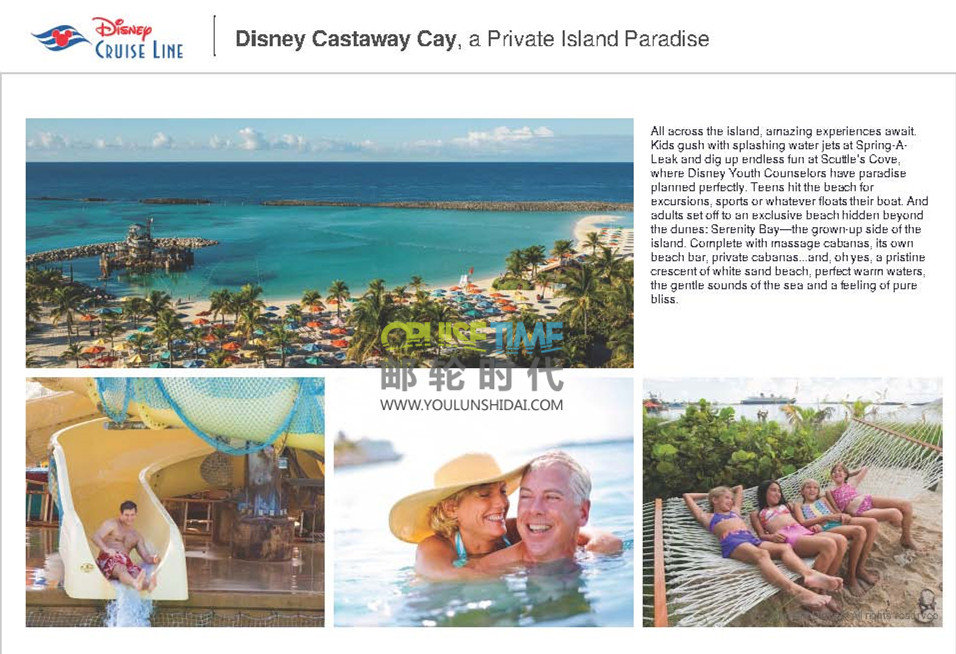 Disney
CRUISE LINE
Disney Castaway Cay, a Private Island Paradise
All across the island, amazing experiences await.
Kids gush with splashing water jets at Spring-A-
Leak and dig up endless fun at Scuttle's Cove,
where Disney Youth Counselors have paradise
planned perfectly. Teens hit the beach for
excursions, sports or whatever floats their boat. And
adults set off to an exclusive beach hidden beyond
the dunes: Serenity Bay—the grown-up side of the
island. Complete with massage cabanas, its own
beach bar, private cabanas...and, oh yes, a pristine
crescent of white sand beach, perfect warm waters,
the gentle sounds of the sea and a feeling of pure
bliss.
CRUISETIME
邮轮时代
WWW.YOULUNSHIDAI.COM